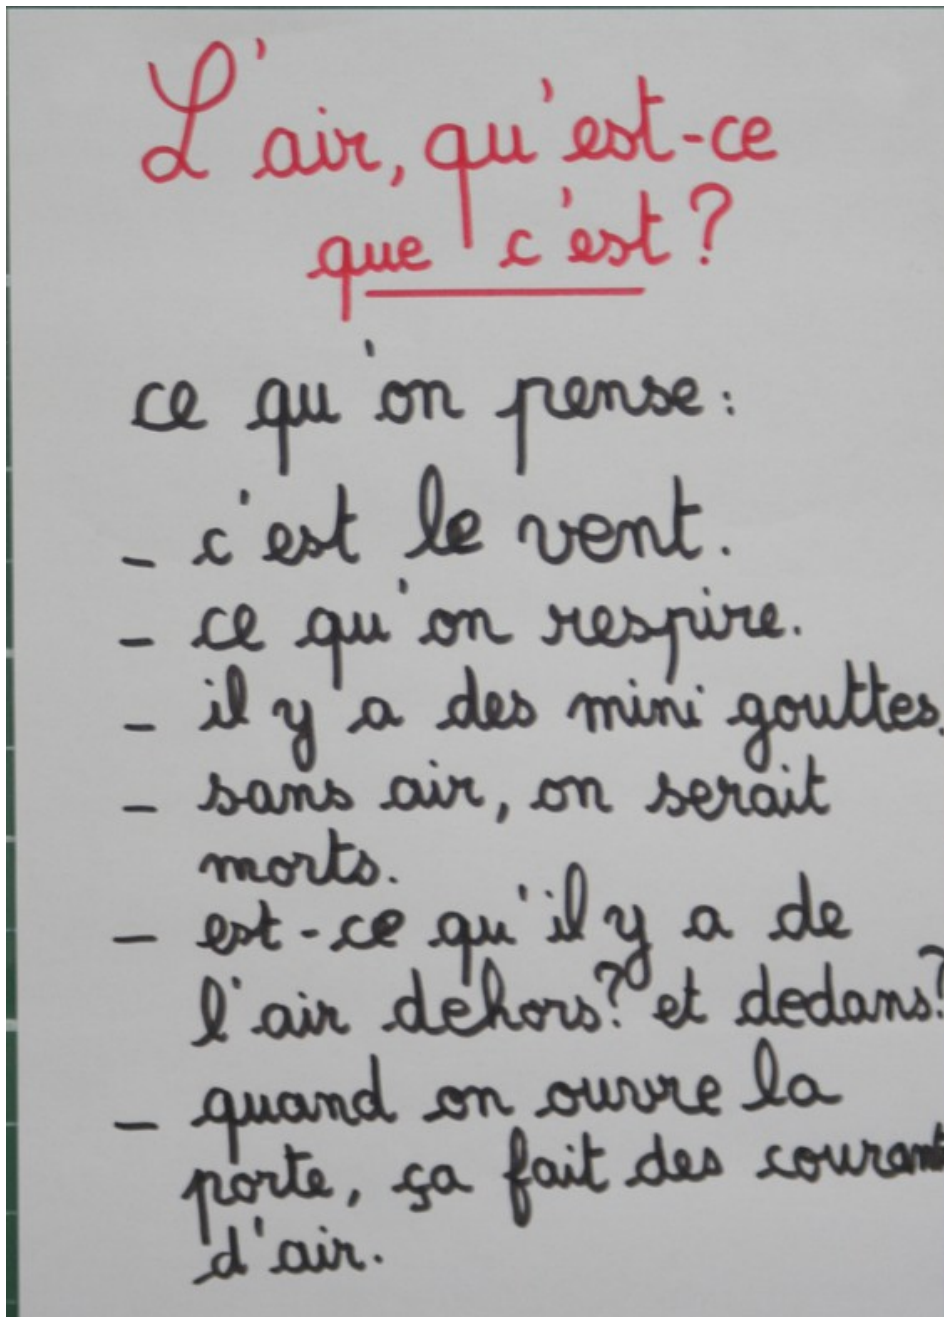 L'air, qu'est-ce
que c'est?
ce qu'on pense:
- c'est le vent.
- ce qu'on respire.
- il y a des mini gouttes.
- sans air, on serait
morts.
- est-ce qu'il y a de
l'air dehors? et dedans?
- quand on ouvre la
porte, ça fait des courant
d'air.